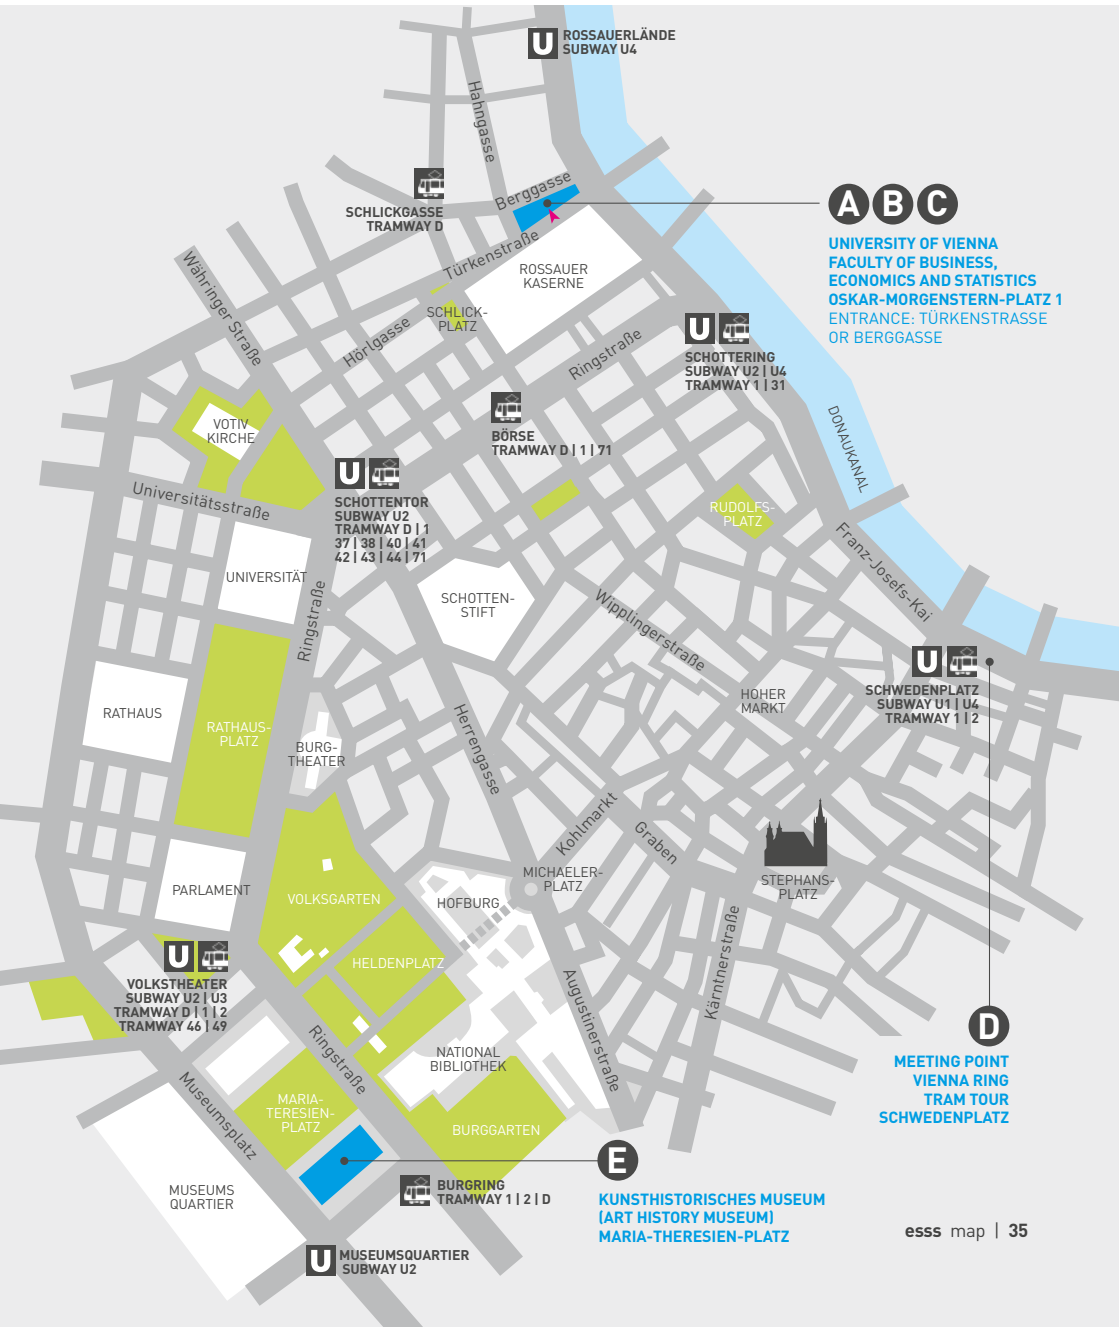 U ROSSAUERLÄNDE
SUBWAY U4
Hahngasse
Berggasse
SCHLICKGASSE
TRAMWAY D
A B C
UNIVERSITY OF VIENNA
FACULTY OF BUSINESS,
ECONOMICS AND STATISTICS
OSKAR-MORGENSTERN-PLATZ 1
ENTRANCE: TÜRKENSTRASSE
OR BERGGASSE
Türkenstraße
ROSSAUER
KASERNE
Währinger Straße
SCHLICK-
PLATZ
Hörlgasse
Ringstraße
U
SCHOTTERING
SUBWAY U2 | U4
TRAMWAY 1 | 31
VOTIV
KIRCHE
BÖRSE
TRAMWAY D | 1 | 71
DONAUKANAL
U
SCHOTTENTOR
SUBWAY U2
TRAMWAY D | 1
37 | 38 | 40 | 41
42 | 43 | 44 | 71
Universitätsstraße
RUDOLFS-
PLATZ
Franz-Josefs-Kai
UNIVERSITÄT
Ringstraße
SCHOTTEN-
STIFT
Wipplingerstraße
U
SCHWEDENPLATZ
SUBWAY U1 | U4
TRAMWAY 1 | 2
HOHER
MARKT
RATHAUS
RATHAUS-
PLATZ
BURG-
THEATER
Herrengasse
Kohlmarkt
Graben
MICHAELER-
PLATZ
STEPHANS-
PLATZ
PARLAMENT
VOLKSGARTEN
HOFBURG
Kärntnerstraße
HELDENPLATZ
Augustinerstraße
U
VOLKSTHEATER
SUBWAY U2 | U3
TRAMWAY D | 1 | 2
TRAMWAY 46 | 49
Ringstraße
NATIONAL
BIBLIOTHEK
D
MEETING POINT
VIENNA RING
TRAM TOUR
SCHWEDENPLATZ
Museumsplatz
MARIA-
TERESIEN-
PLATZ
BURGGARTEN
E
KUNSTHISTORISCHES MUSEUM
(ART HISTORY MUSEUM)
MARIA-THERESIEN-PLATZ
MUSEUMS
QUARTIER
BURGRING
TRAMWAY 1 | 2 | D
U MUSEUMSQUARTIER
SUBWAY U2
esss map | 35